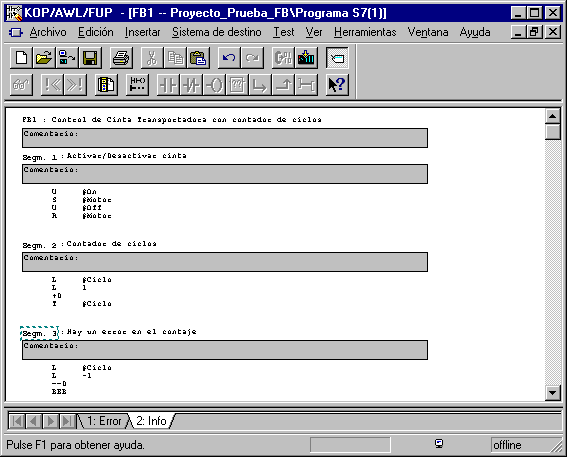 KOP/AWL/FUP - [FB1 -- Proyecto_Prueba_FB\Programa S7(1)]
Archivo Edición Insertar Sistema de destino Test Ver Herramientas Ventana Ayuda
FB1 : Control de Cinta Transportadora con contador de ciclos
Comentario:
Segm. 1 : Activar/Desactivar cinta
Comentario:
U #On
S #Motor
U #Off
R #Motor
Segm. 2 : Contador de ciclos
Comentario:
L #Ciclo
L 1
+D
T #Ciclo
Segm. 3 : Hay un error en el contaje
Comentario:
L #Ciclo
L -1
==D
BEB
1: Error 2: Info
Pulse F1 para obtener ayuda. offline